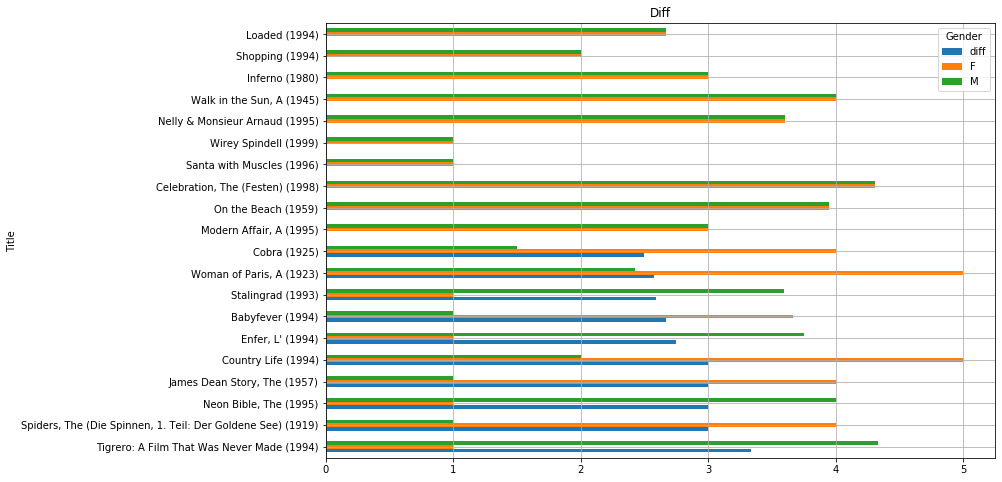 Diff
Gender
diff
F
M
Title
Loaded (1994)
Shopping (1994)
Inferno (1980)
Walk in the Sun, A (1945)
Nelly & Monsieur Arnaud (1995)
Wirey Spindell (1999)
Santa with Muscles (1996)
Celebration, The (Festen) (1998)
On the Beach (1959)
Modern Affair, A (1995)
Cobra (1925)
Woman of Paris, A (1923)
Stalingrad (1993)
Babyfever (1994)
Enfer, L' (1994)
Country Life (1994)
James Dean Story, The (1957)
Neon Bible, The (1995)
Spiders, The (Die Spinnen, 1. Teil: Der Goldene See) (1919)
Tigrero: A Film That Was Never Made (1994)
0 1 2 3 4 5